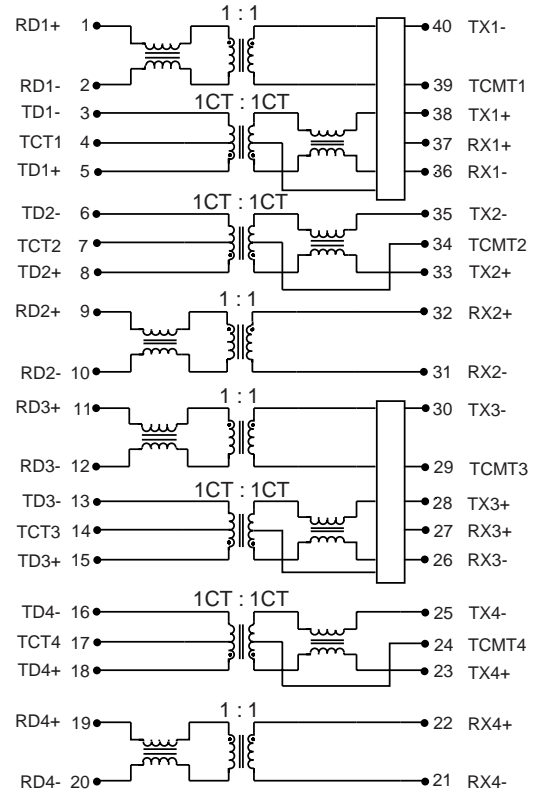 1 : 1
RD1+ 1 40 TX1-
RD1- 2 39 TCMT1
1CT : 1CT
TD1- 3 38 TX1+
TCT1 4 37 RX1+
TD1+ 5 36 RX1-
1CT : 1CT
TD2- 6 35 TX2-
TCT2 7 34 TCMT2
TD2+ 8 33 TX2+
1 : 1
RD2+ 9 32 RX2+
RD2- 10 31 RX2-
1 : 1
RD3+ 11 30 TX3-
RD3- 12 29 TCMT3
1CT : 1CT
TD3- 13 28 TX3+
TCT3 14 27 RX3+
TD3+ 15 26 RX3-
1CT : 1CT
TD4- 16 25 TX4-
TCT4 17 24 TCMT4
TD4+ 18 23 TX4+
1 : 1
RD4+ 19 22 RX4+
RD4- 20 21 RX4-